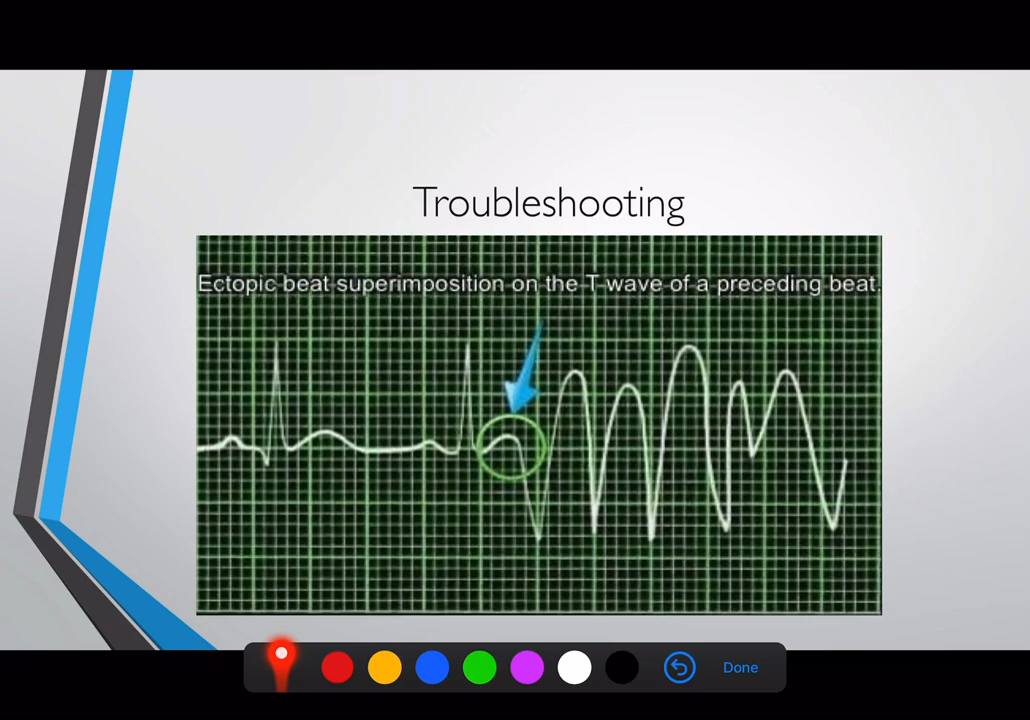 Troubleshooting
Ectopic beat superimposition on the T wave of a preceding beat.
Done